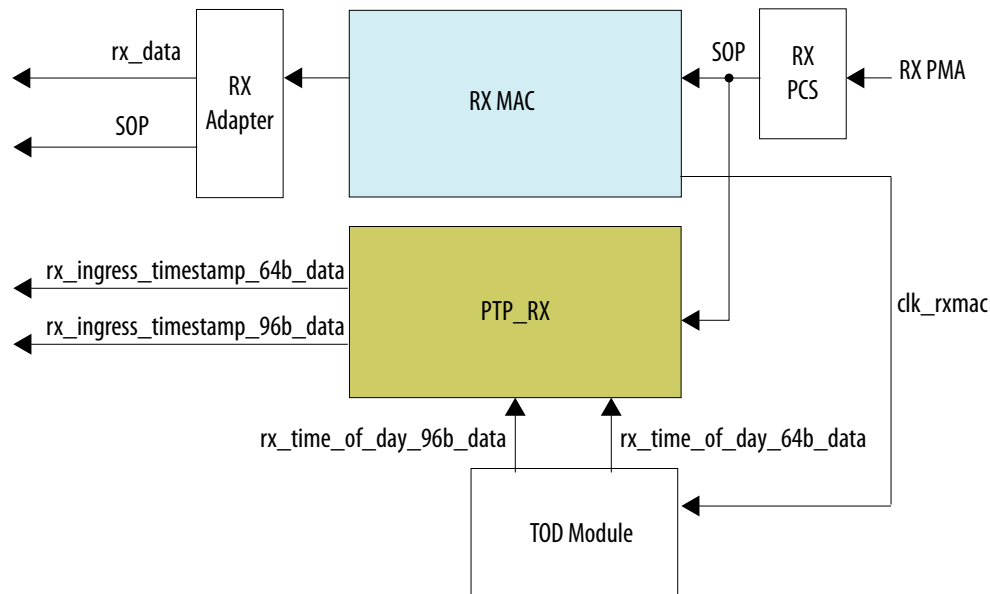 rx_data
SOP
RX
Adapter
RX MAC
SOP
RX
PCS
RX PMA
rx_ingress_timestamp_64b_data
rx_ingress_timestamp_96b_data
PTP_RX
clk_rxmac
rx_time_of_day_96b_data
rx_time_of_day_64b_data
TOD Module